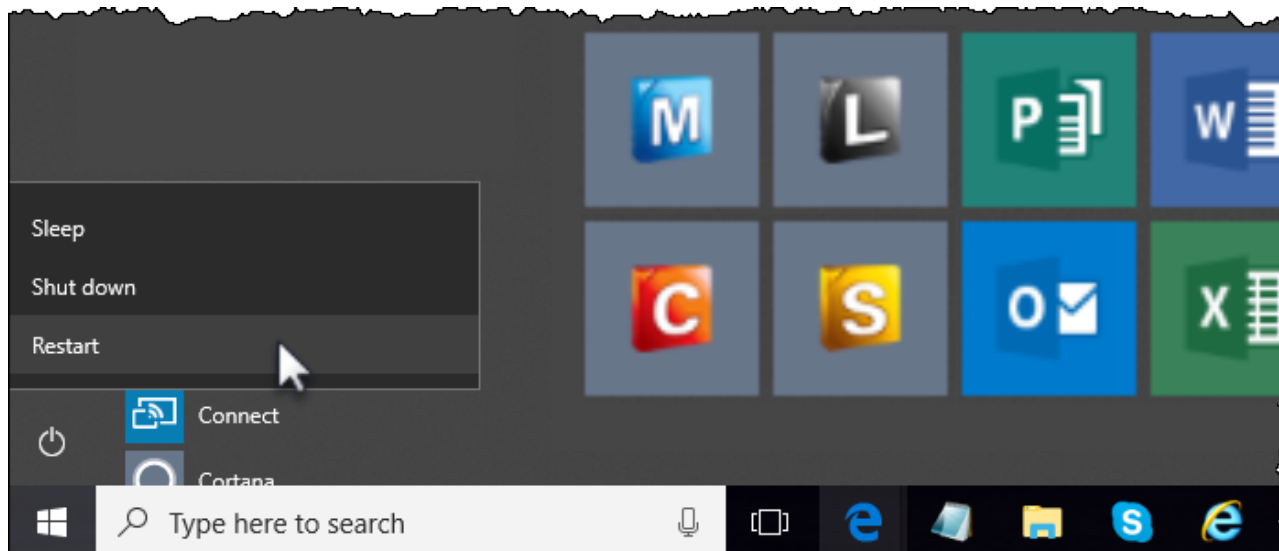 M
L
P
W
Sleep
Shut down
C
S
O
X
Restart
Connect
Cortana
Type here to search